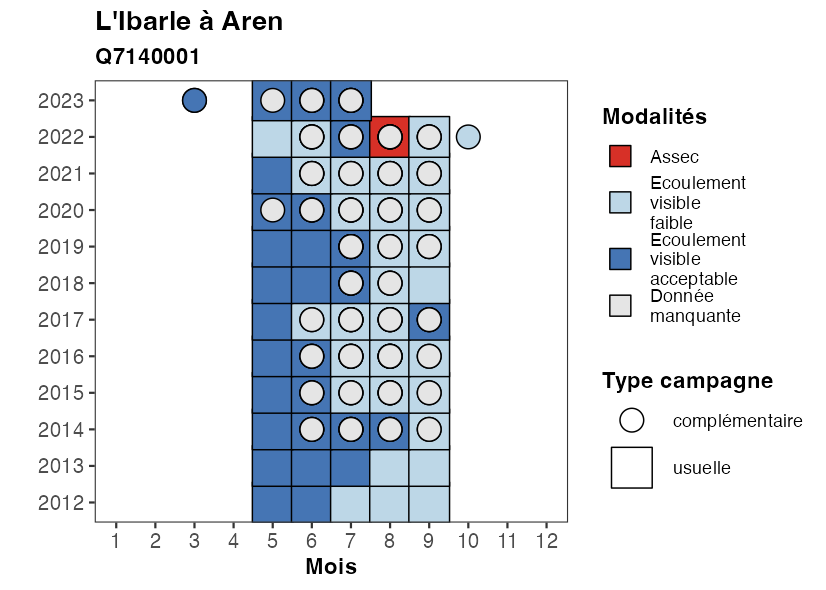 L'Ibarle à Aren
Q7140001
2023
2022
2021
2020
2019
2018
2017
2016
2015
2014
2013
2012
1 2 3 4 5 6 7 8 9 10 11 12
Mois
Modalités
Assec
Ecoulement
visible
faible
Ecoulement
visible
acceptable
Donnée
manquante
Type campagne
complémentaire
usuelle